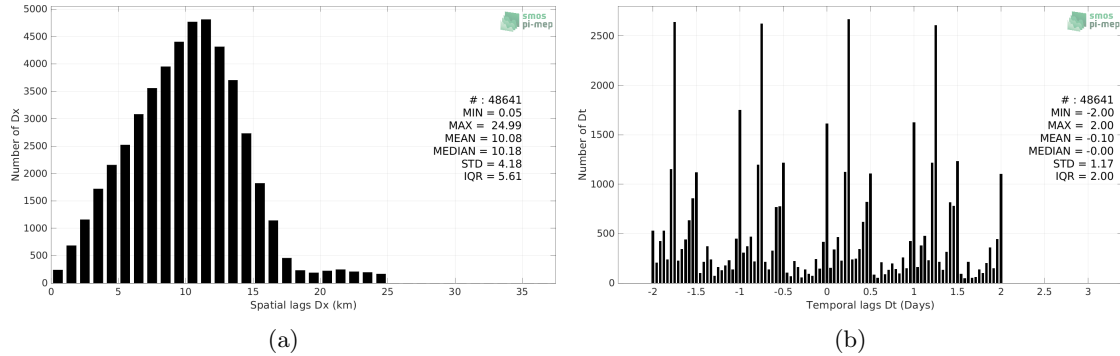 smos
pi-mep
Number of Dx
5000
4500
4000
3500
3000
2500
2000
1500
1000
500
0
# : 48641
MIN = 0.05
MAX = 24.99
MEAN = 10.08
MEDIAN = 10.18
STD = 4.18
IQR = 5.61
0 5 10 15 20 25 30 35
Spatial lags Dx (km)
(a)
smos
pi-mep
Number of Dt
2500
2000
1500
1000
500
0
# : 48641
MIN = -2.00
MAX = 2.00
MEAN = -0.10
MEDIAN = -0.00
STD = 1.17
IQR = 2.00
-2 -1.5 -1 -0.5 0 0.5 1 1.5 2 2.5 3
Temporal lags Dt (Days)
(b)